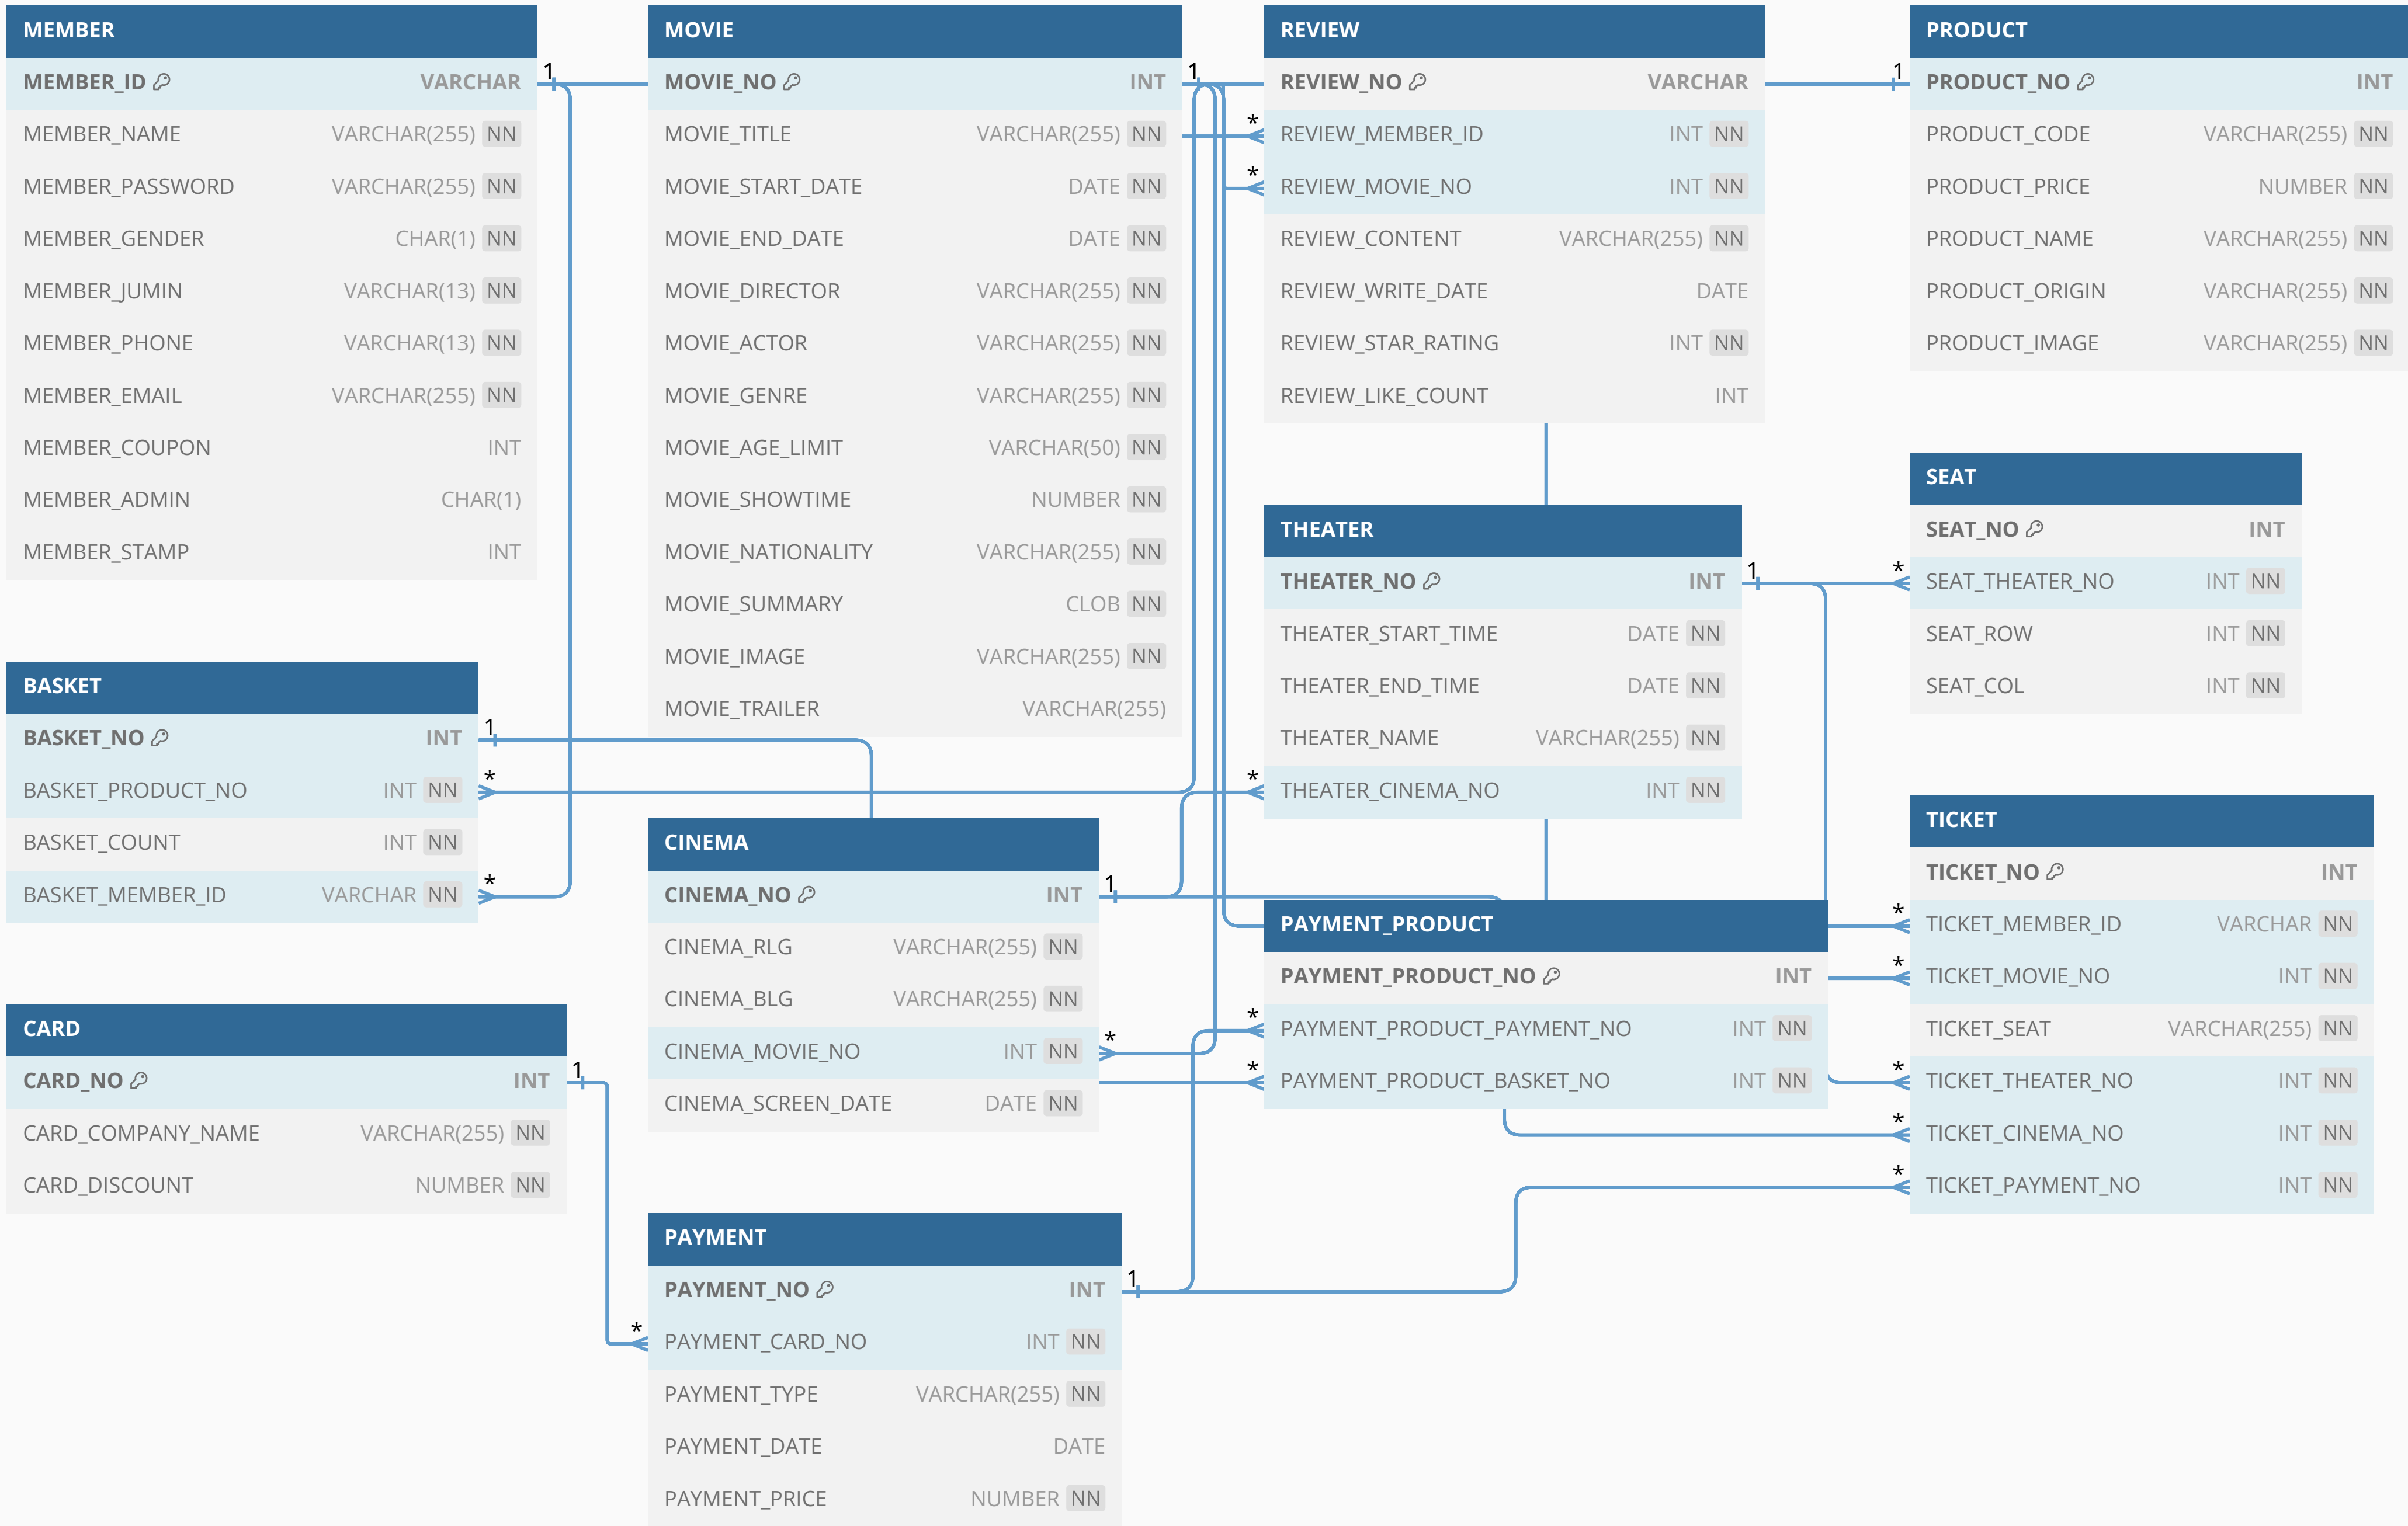 MEMBER
MEMBER_ID VARCHAR
MEMBER_NAME VARCHAR(255) NN
MEMBER_PASSWORD VARCHAR(255) NN
MEMBER_GENDER CHAR(1) NN
MEMBER_JUMIN VARCHAR(13) NN
MEMBER_PHONE VARCHAR(13) NN
MEMBER_EMAIL VARCHAR(255) NN
MEMBER_COUPON INT
MEMBER_ADMIN CHAR(1)
MEMBER_STAMP INT
1
MOVIE
MOVIE_NO INT
MOVIE_TITLE VARCHAR(255) NN
MOVIE_START_DATE DATE NN
MOVIE_END_DATE DATE NN
MOVIE_DIRECTOR VARCHAR(255) NN
MOVIE_ACTOR VARCHAR(255) NN
MOVIE_GENRE VARCHAR(255) NN
MOVIE_AGE_LIMIT VARCHAR(50) NN
MOVIE_SHOWTIME NUMBER NN
MOVIE_NATIONALITY VARCHAR(255) NN
MOVIE_SUMMARY CLOB NN
MOVIE_IMAGE VARCHAR(255) NN
MOVIE_TRAILER VARCHAR(255)
1
*
*
REVIEW
REVIEW_NO VARCHAR
REVIEW_MEMBER_ID INT NN
REVIEW_MOVIE_NO INT NN
REVIEW_CONTENT VARCHAR(255) NN
REVIEW_WRITE_DATE DATE
REVIEW_STAR_RATING INT NN
REVIEW_LIKE_COUNT INT
1
PRODUCT
PRODUCT_NO INT
PRODUCT_CODE VARCHAR(255) NN
PRODUCT_PRICE NUMBER NN
PRODUCT_NAME VARCHAR(255) NN
PRODUCT_ORIGIN VARCHAR(255) NN
PRODUCT_IMAGE VARCHAR(255) NN
THEATER
THEATER_NO INT
THEATER_START_TIME DATE NN
THEATER_END_TIME DATE NN
THEATER_NAME VARCHAR(255) NN
THEATER_CINEMA_NO INT NN
1
*
*
SEAT
SEAT_NO INT
SEAT_THEATER_NO INT NN
SEAT_ROW INT NN
SEAT_COL INT NN
BASKET
BASKET_NO INT
BASKET_PRODUCT_NO INT NN
BASKET_COUNT INT NN
BASKET_MEMBER_ID VARCHAR NN
1
*
*
CINEMA
CINEMA_NO INT
CINEMA_RLG VARCHAR(255) NN
CINEMA_BLG VARCHAR(255) NN
CINEMA_MOVIE_NO INT NN
CINEMA_SCREEN_DATE DATE NN
1
*
*
*
PAYMENT_PRODUCT
PAYMENT_PRODUCT_NO INT
PAYMENT_PRODUCT_PAYMENT_NO INT NN
PAYMENT_PRODUCT_BASKET_NO INT NN
*
*
*
*
*
TICKET
TICKET_NO INT
TICKET_MEMBER_ID VARCHAR NN
TICKET_MOVIE_NO INT NN
TICKET_SEAT VARCHAR(255) NN
TICKET_THEATER_NO INT NN
TICKET_CINEMA_NO INT NN
TICKET_PAYMENT_NO INT NN
CARD
CARD_NO INT
CARD_COMPANY_NAME VARCHAR(255) NN
CARD_DISCOUNT NUMBER NN
1
*
PAYMENT
PAYMENT_NO INT
PAYMENT_CARD_NO INT NN
PAYMENT_TYPE VARCHAR(255) NN
PAYMENT_DATE DATE
PAYMENT_PRICE NUMBER NN
1